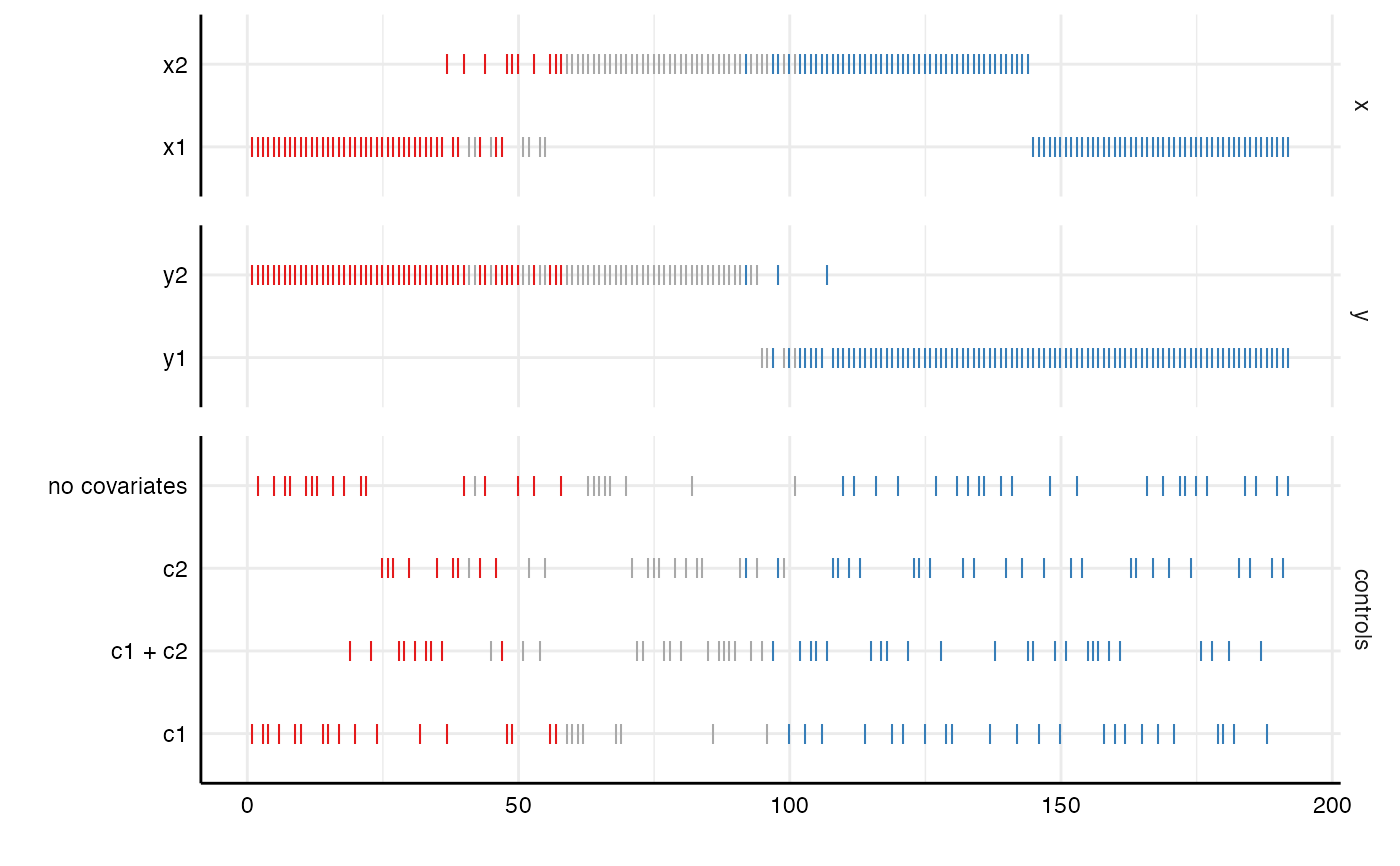 x2
x1
x
y2
y1
y
no covariates
c2
c1 + c2
c1
controls
0 50 100 150 200